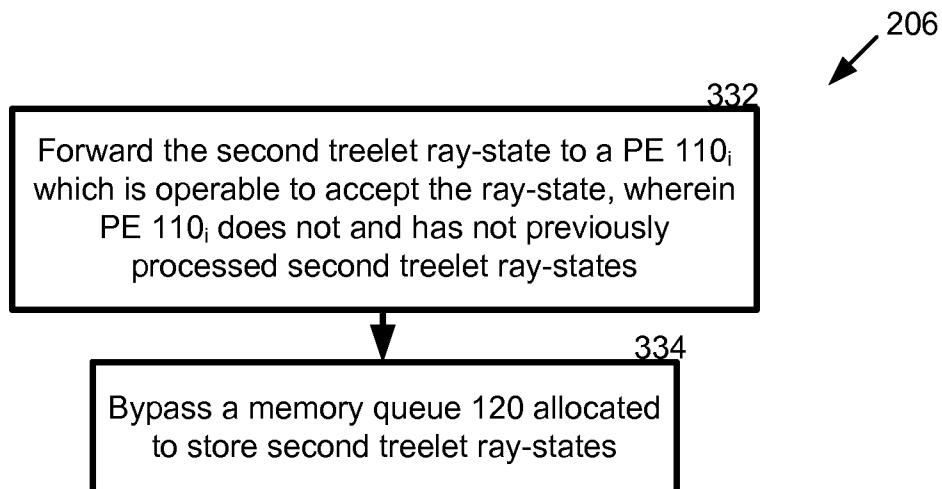 206
332
Forward the second treelet ray-state to a PE 110i
which is operable to accept the ray-state, wherein
PE 110i does not and has not previously
processed second treelet ray-states
334
Bypass a memory queue 120 allocated
to store second treelet ray-states